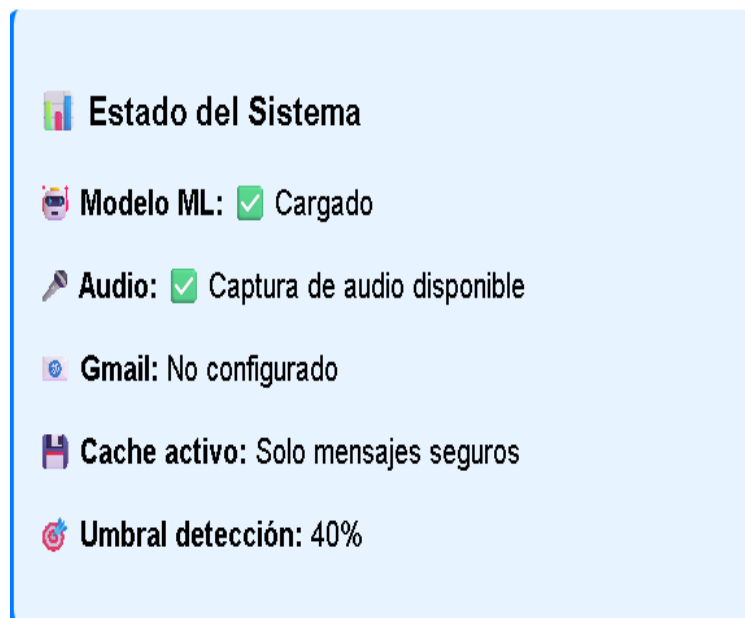 Estado del Sistema
Modelo ML: ✅ Cargado
Audio: ✅ Captura de audio disponible
Gmail: No configurado
Cache activo: Solo mensajes seguros
Umbral detección: 40%